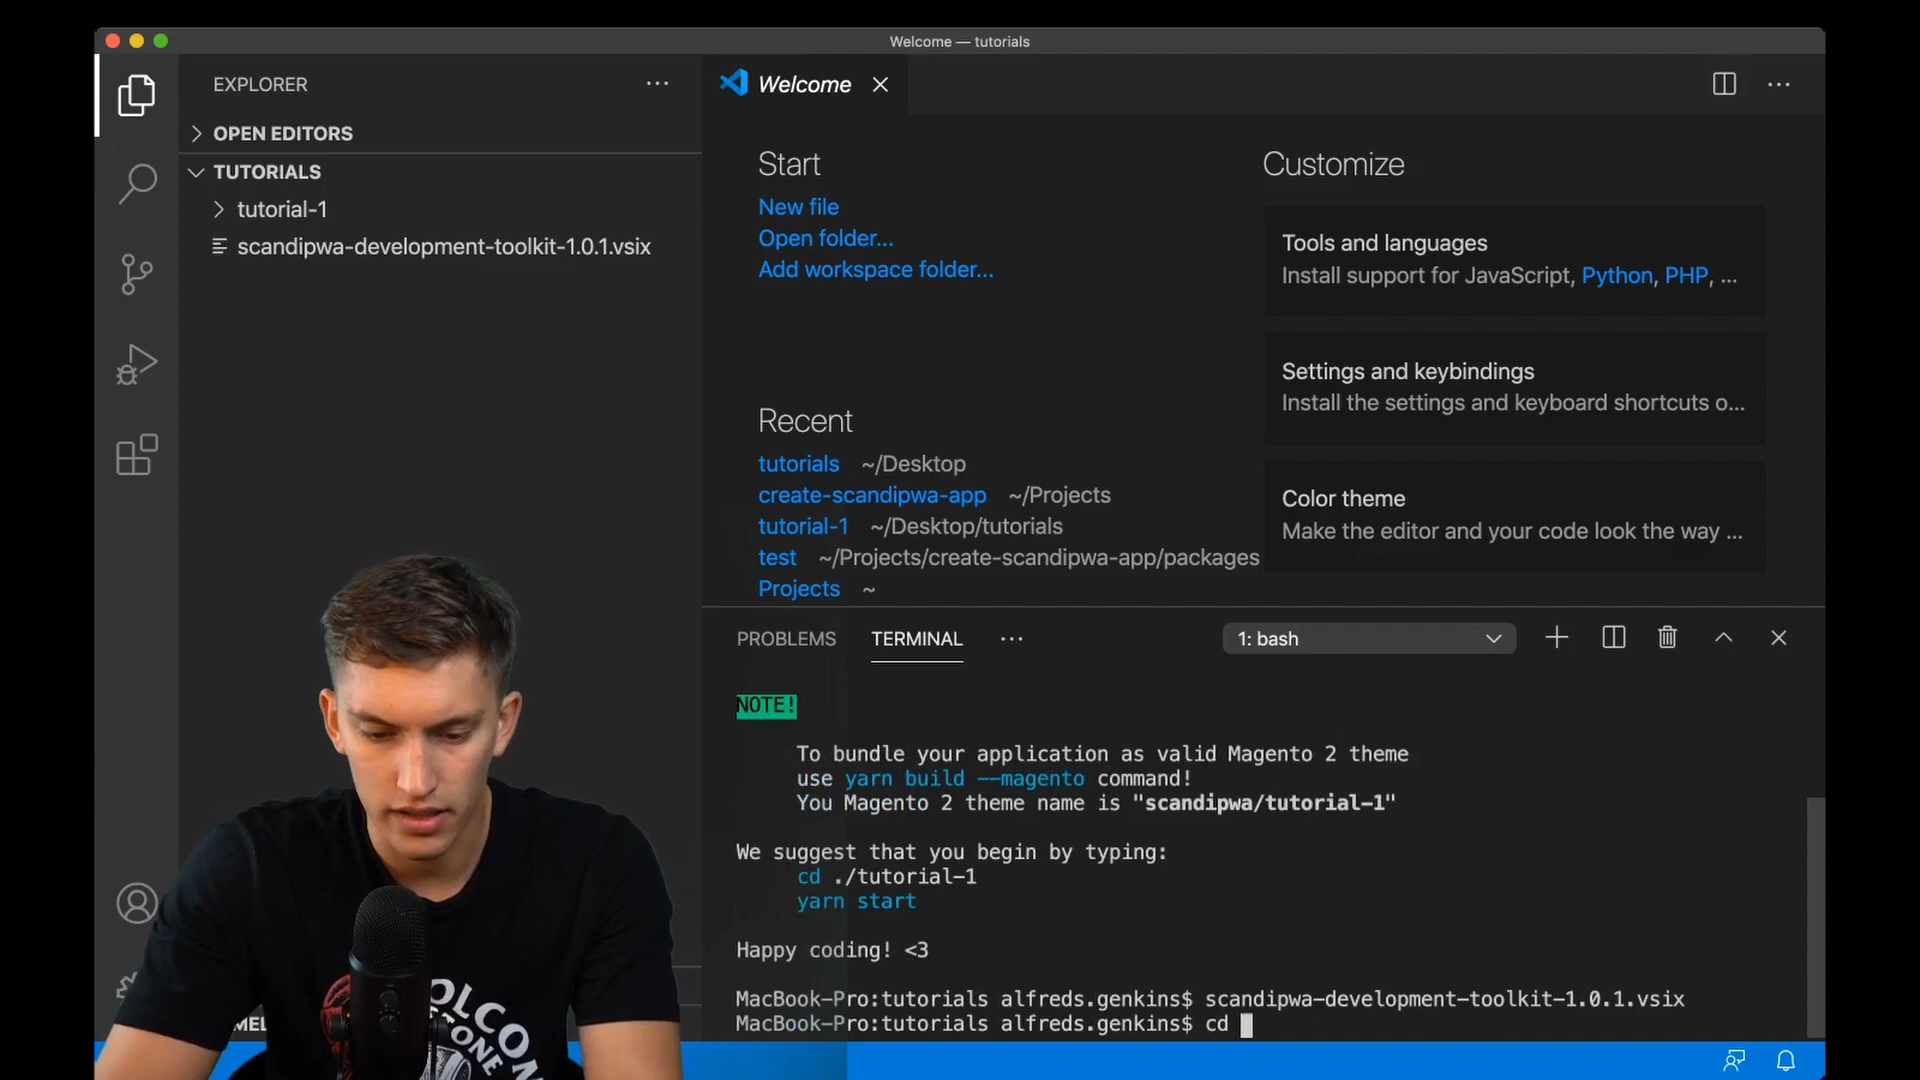 Welcome — tutorials
EXPLORER
OPEN EDITORS
TUTORIALS
tutorial-1
scandipwa-development-toolkit-1.0.1.vsix
Welcome
Start
New file
Open folder...
Add workspace folder...
Recent
tutorials ~/Desktop
create-scandipwa-app ~/Projects
tutorial-1 ~/Desktop/tutorials
test ~/Projects/create-scandipwa-app/packages
Projects ~
Customize
Tools and languages
Install support for JavaScript, Python, PHP, ...
Settings and keybindings
Install the settings and keyboard shortcuts o...
Color theme
Make the editor and your code look the way ...
PROBLEMS
TERMINAL
1: bash
NOTE!
To bundle your application as valid Magento 2 theme
use yarn build --magento command!
You Magento 2 theme name is "scandipwa/tutorial-1"
We suggest that you begin by typing:
cd ./tutorial-1
yarn start
Happy coding! <3
MacBook-Pro:tutorials alfreds.genkins$ scandipwa-development-toolkit-1.0.1.vsix
MacBook-Pro:tutorials alfreds.genkins$ cd